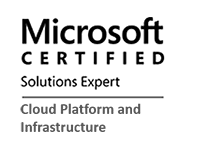 Microsoft
CERTIFIED
Solutions Expert
Cloud Platform and
Infrastructure